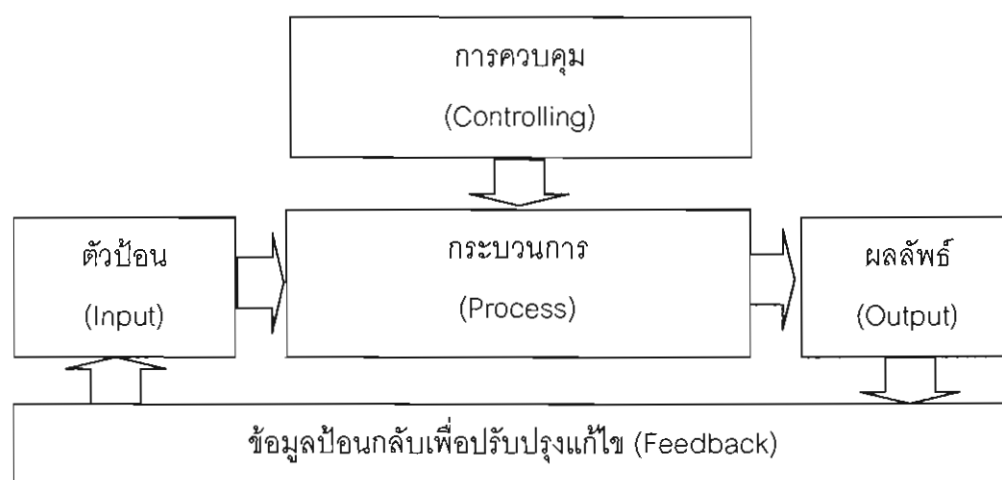 การควบคุม
(Controlling)
ตัวป้อน
(Input)
กระบวนการ
(Process)
ผลลัพธ์
(Output)
ข้อมูลป้อนกลับเพื่อปรับปรุงแก้ไข (Feedback)